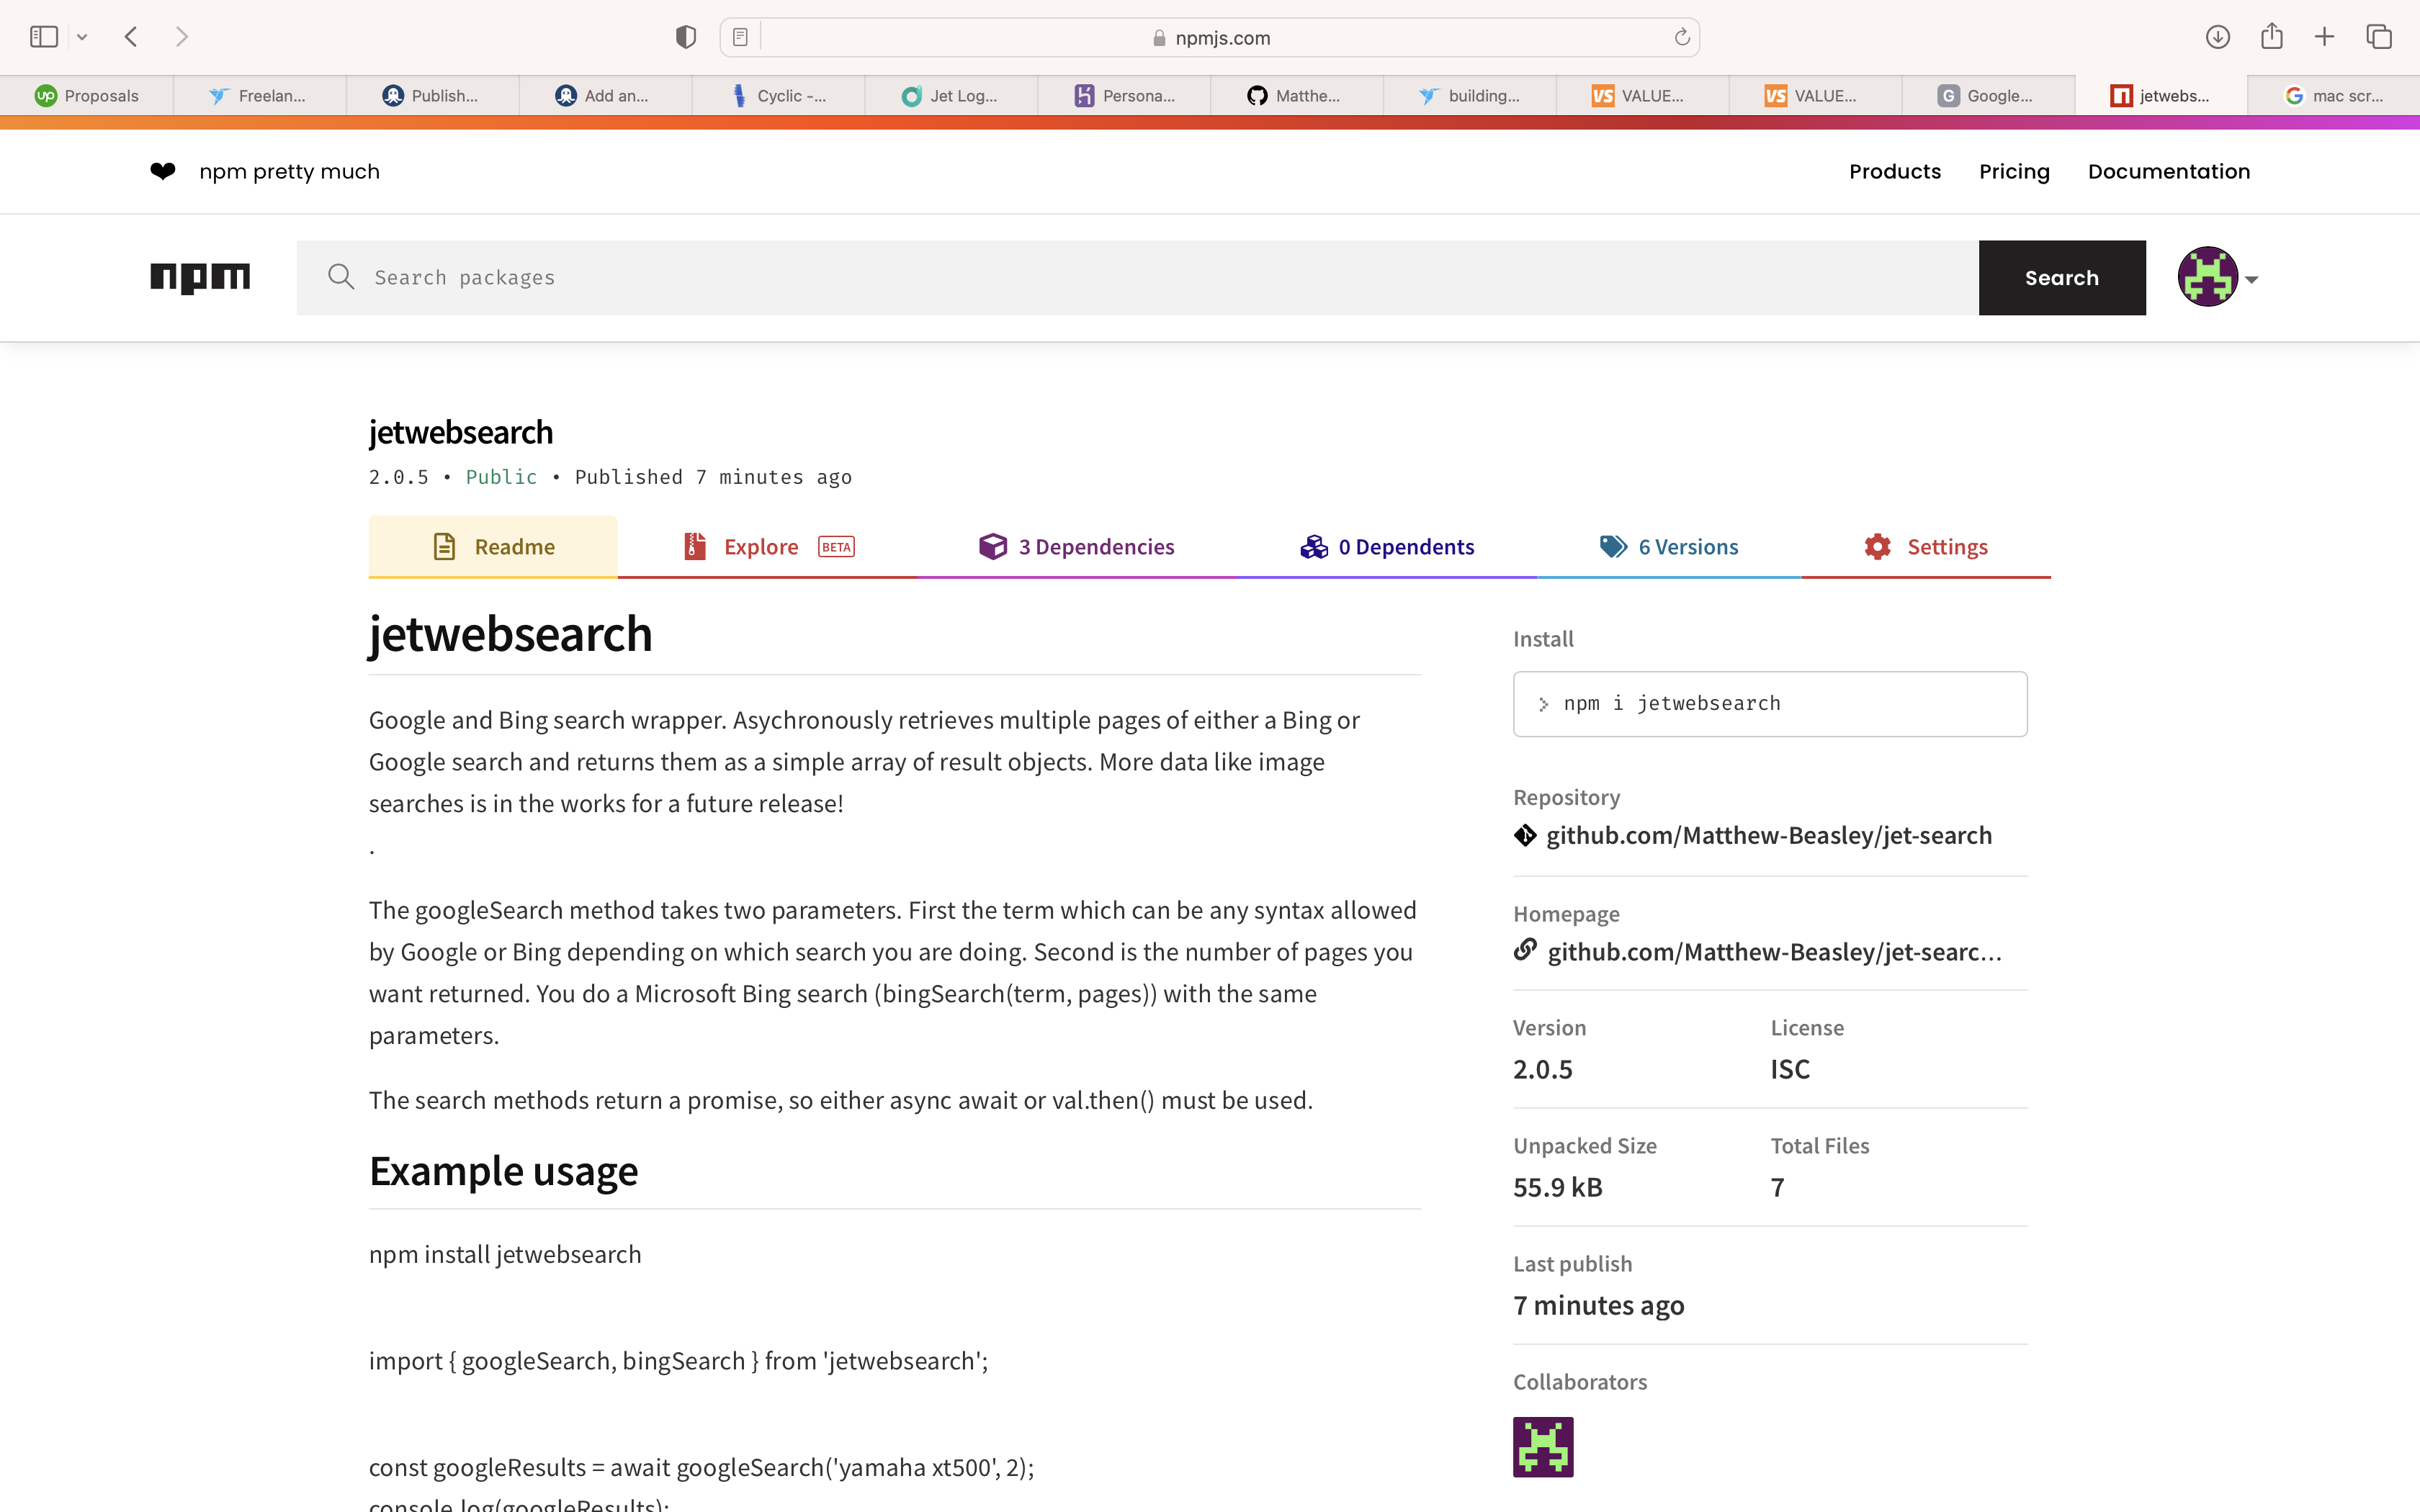 npmjs.com
Proposals
Freelan...
Publish...
Add an...
Cyclic -...
Jet Log...
Persona...
Matthe...
building...
VALUE...
VALUE...
Google...
jetwebs...
mac scr...
❤ npm pretty much
Products
Pricing
Documentation
npm
Search packages
Search
jetwebsearch
2.0.5 • Public • Published 7 minutes ago
Readme
Explore BETA
3 Dependencies
0 Dependents
6 Versions
Settings
jetwebsearch
Google and Bing search wrapper. Asychronously retrieves multiple pages of either a Bing or
Google search and returns them as a simple array of result objects. More data like image
searches is in the works for a future release!
.
The googleSearch method takes two parameters. First the term which can be any syntax allowed
by Google or Bing depending on which search you are doing. Second is the number of pages you
want returned. You do a Microsoft Bing search (bingSearch(term, pages)) with the same
parameters.
The search methods return a promise, so either async await or val.then() must be used.
Example usage
npm install jetwebsearch
import { googleSearch, bingSearch } from 'jetwebsearch';
const googleResults = await googleSearch('yamaha xt500', 2);
console.log(googleResults);
Install
npm i jetwebsearch
Repository
github.com/Matthew-Beasley/jet-search
Homepage
github.com/Matthew-Beasley/jet-searc...
Version
2.0.5
License
ISC
Unpacked Size
55.9 kB
Total Files
7
Last publish
7 minutes ago
Collaborators